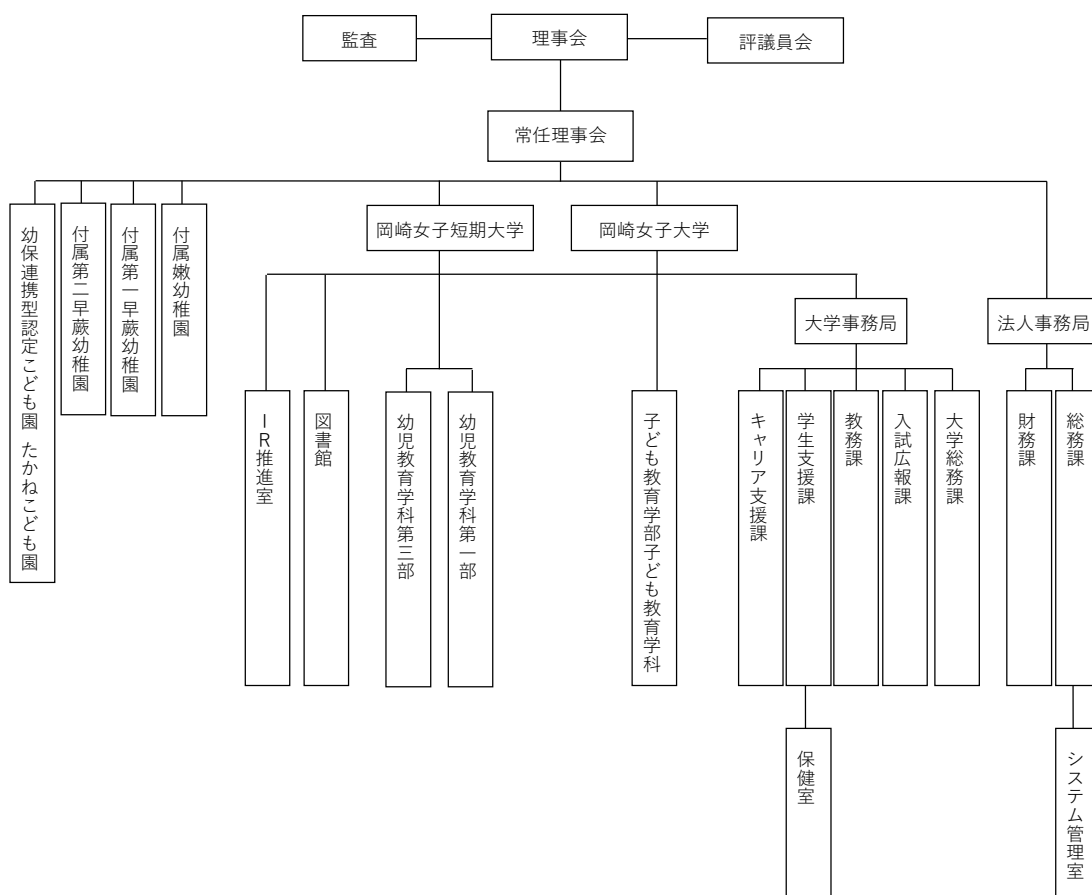 監査
理事会
評議員会
常任理事会
幼保連携型認定こども園 たかねこども園
付属第二早蕨幼稚園
付属第一早蕨幼稚園
付属嫩幼稚園
岡崎女子短期大学
岡崎女子大学
大学事務局
法人事務局
IR推進室
図書館
幼児教育学科第三部
幼児教育学科第一部
子ども教育学部子ども教育学科
キャリア支援課
学生支援課
教務課
入試広報課
大学総務課
財務課
総務課
保健室
システム管理室